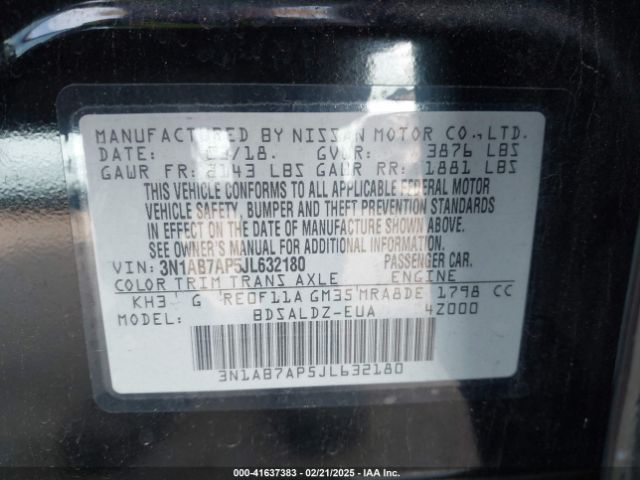 MANUFACTURED BY NISSAN MOTOR CO.,LTD.
DATE: /18. GVWR: 3876 LBS
GAWR FR: 2143 LBS GAWR RR: 1881 LBS
THIS VEHICLE CONFORMS TO ALL APPLICABLE FEDERAL MOTOR
VEHICLE SAFETY, BUMPER AND THEFT PREVENTION STANDARDS
IN EFFECT ON THE DATE OF MANUFACTURE SHOWN ABOVE.
SEE OWNER'S MANUAL FOR ADDITIONAL INFORMATION
VIN: 3N1AB7AP5JL632180 PASSENGER CAR.
COLOR TRIM TRANS AXLE ENGINE
KH3 G RE0F11A GM35 MRA8DE 1798 CC
MODEL: BDSALDZ-EUA 4Z000
3N1AB7AP5JL632180
STOCK #: 41637383 / 02/21/2025 - IAA Inc.